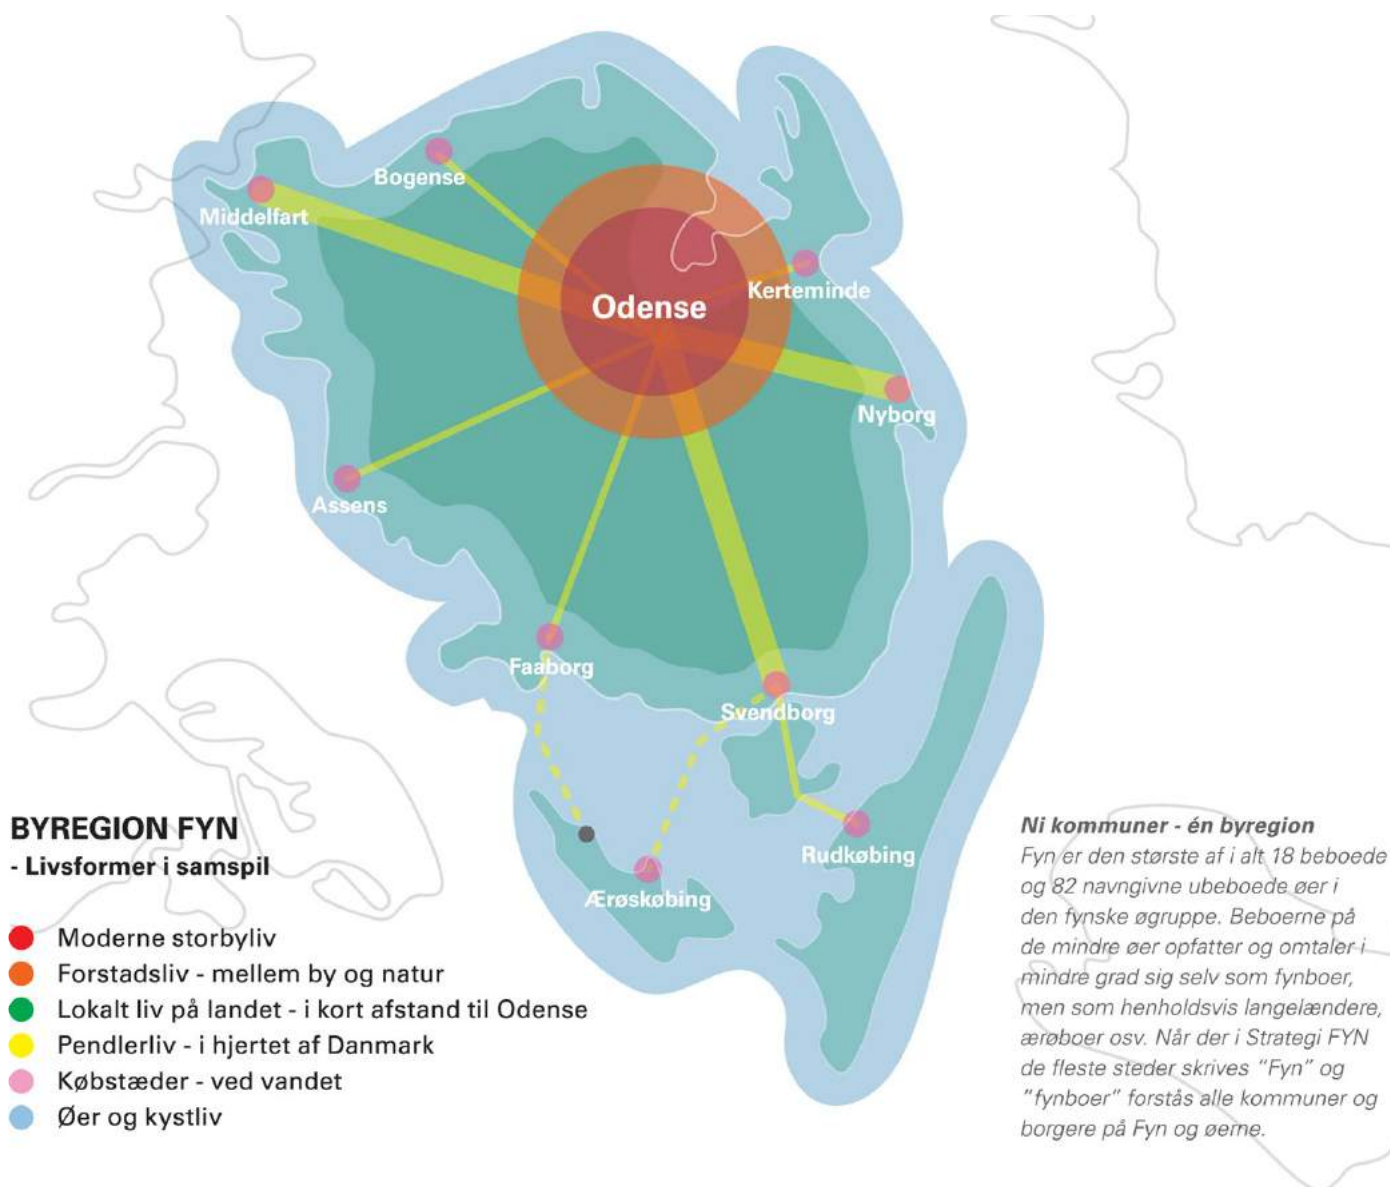 Bogense
Middelfart
Odense
Kerteminde
Nyborg
Assens
Faaborg
Svendborg
Rudkøbing
Ærøskøbing
BYREGION FYN
- Livsformer i samspil
Moderne storbyliv
Forstadsliv - mellem by og natur
Lokalt liv på landet - i kort afstand til Odense
Pendlerliv - i hjertet af Danmark
Købstæder - ved vandet
Øer og kystliv
Ni kommuner - én byregion
Fyn er den største af i alt 18 beboede
og 82 navngivne ubeboede øer i
den fynske øgruppe. Beboerne på
de mindre øer opfatter og omtaler i
mindre grad sig selv som fynboer,
men som henholdsvis langelændere,
ærøboer osv. Når der i Strategi FYN
de fleste steder skrives "Fyn" og
"fynboer" forstås alle kommuner og
borgere på Fyn og øerne.